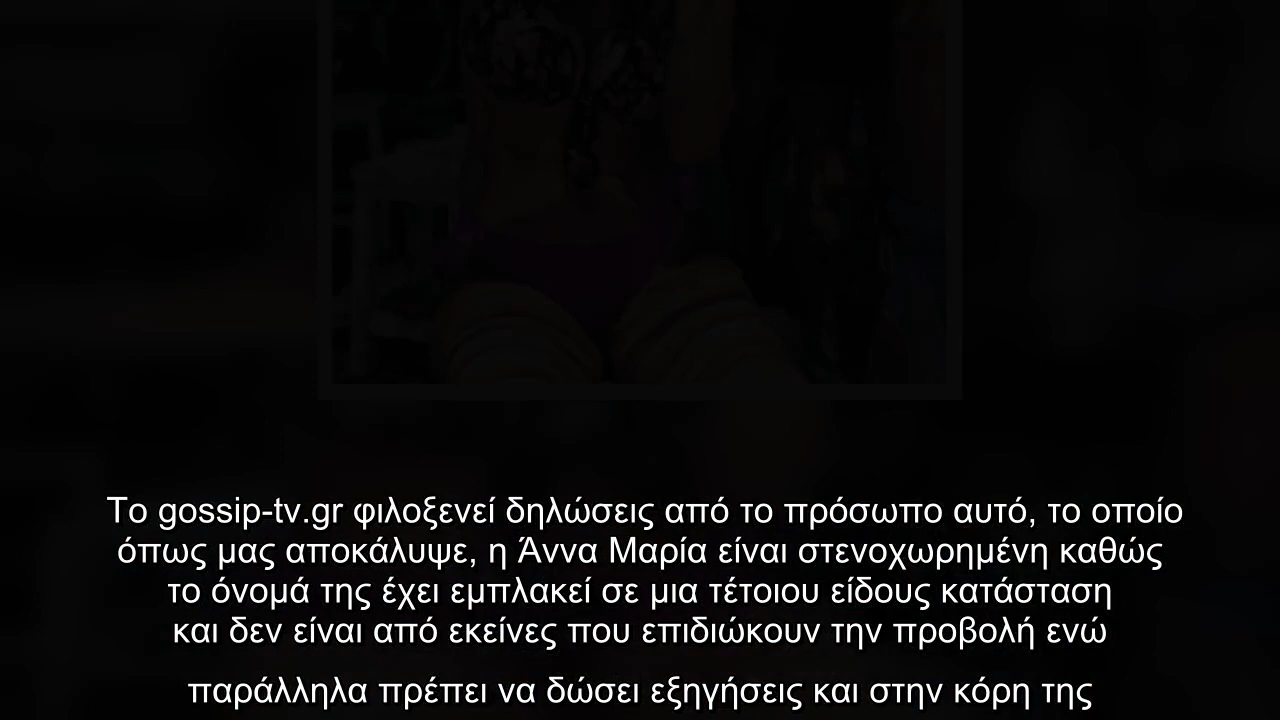 Το gossip-tv.gr φιλοξενεί δηλώσεις από το πρόσωπο αυτό, το οποίο
όπως μας αποκάλυψε, η Άννα Μαρία είναι στενοχωρημένη καθώς
το όνομά της έχει εμπλακεί σε μια τέτοιου είδους κατάσταση
και δεν είναι από εκείνες που επιδιώκουν την προβολή ενώ
παράλληλα πρέπει να δώσει εξηγήσεις και στην κόρη της